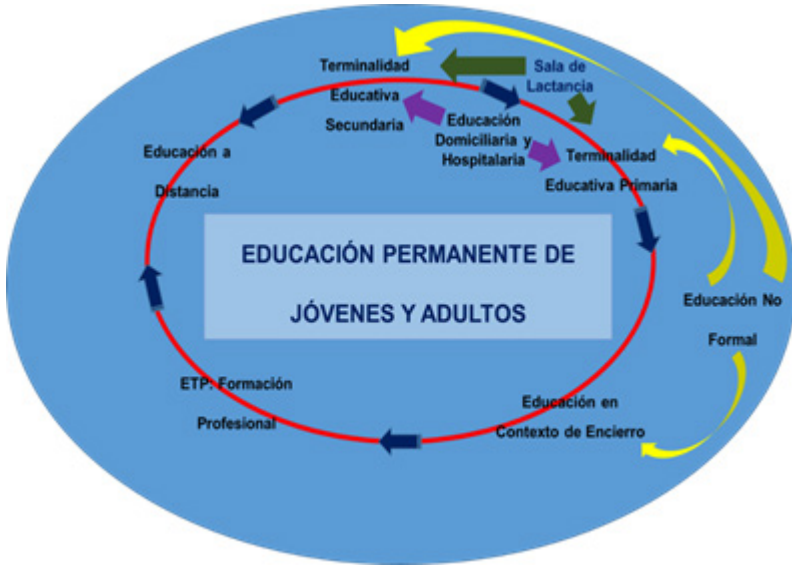 Terminalidad
Educativa
Secundaria
Sala de
Lactancia
Educación
Domiciliaria y
Hospitalaria
Terminalidad
Educativa Primaria
Educación a
Distancia
EDUCACIÓN PERMANENTE DE
JÓVENES Y ADULTOS
Educación No
Formal
ETP: Formación
Profesional
Educación en
Contexto de Encierro